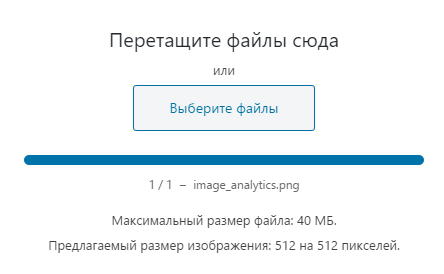 Перетащите файлы сюда
или
Выберите файлы
1 / 1 – image_analytics.png
Максимальный размер файла: 40 МБ.
Предлагаемый размер изображения: 512 на 512 пикселей.